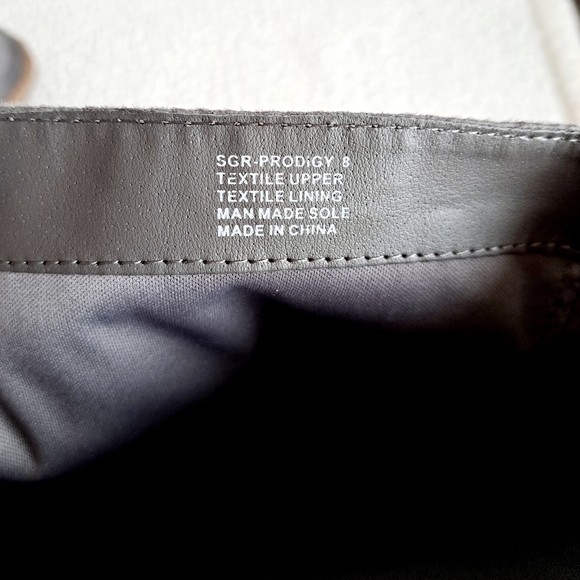 SGR-PRODIGY 8
TEXTILE UPPER
TEXTILE LINING
MAN MADE SOLE
MADE IN CHINA